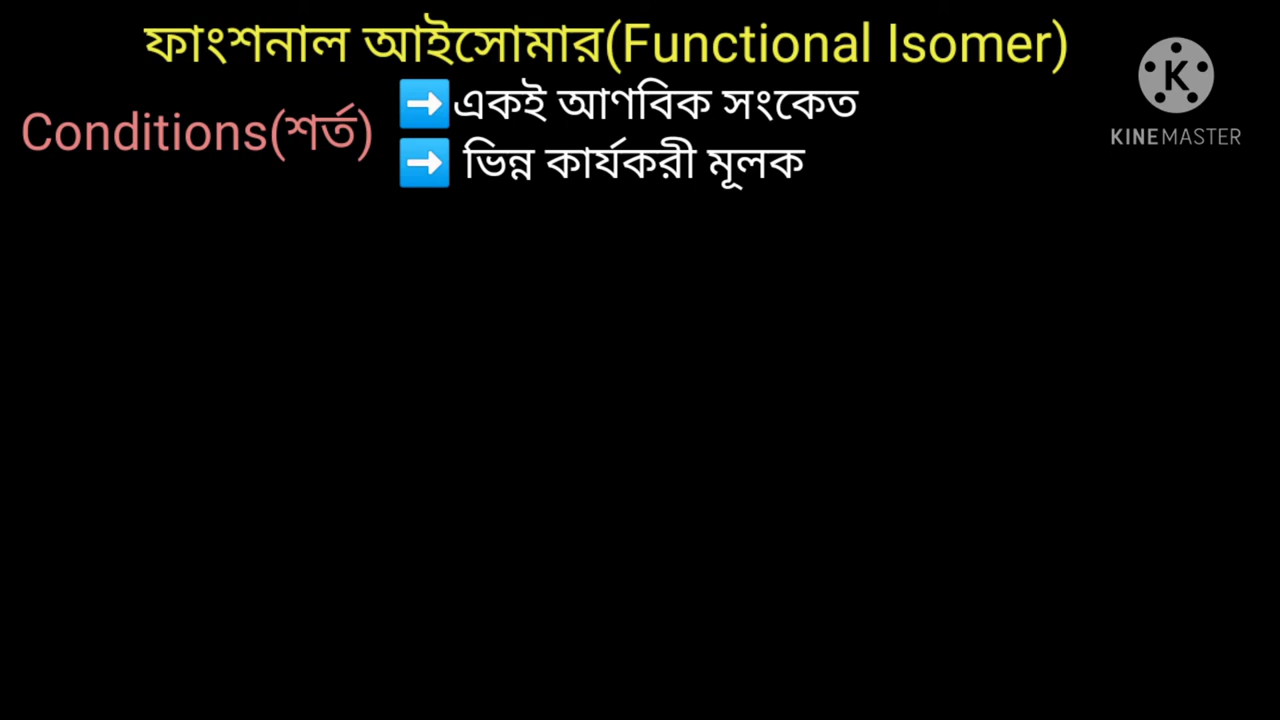 ফাংশনাল আইসোমার(Functional Isomer)
Conditions(শর্ত)
➡️একই আণবিক সংকেত
➡️ ভিন্ন কার্যকরী মূলক
K
KINEMASTER